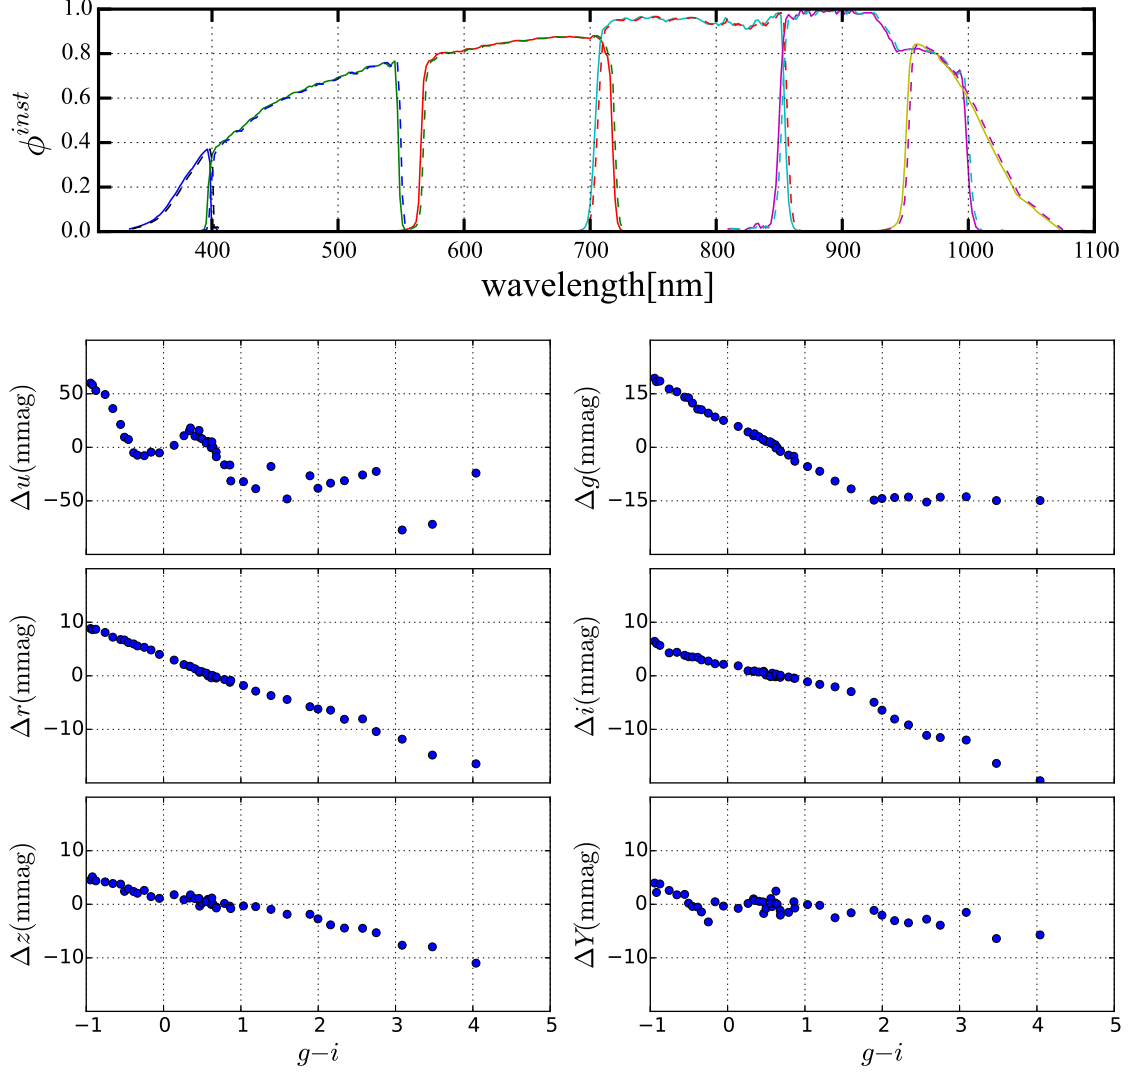 1.0
0.8
0.6
0.4
0.2
0.0
ϕ^{inst}
400 500 600 700 800 900 1000 1100
wavelength[nm]
50
0
−50
Δu(mmag)
15
0
−15
Δg(mmag)
10
0
−10
Δr(mmag)
10
0
−10
Δi(mmag)
10
0
−10
Δz(mmag)
−1 0 1 2 3 4 5
g−i
10
0
−10
ΔY(mmag)
−1 0 1 2 3 4 5
g−i